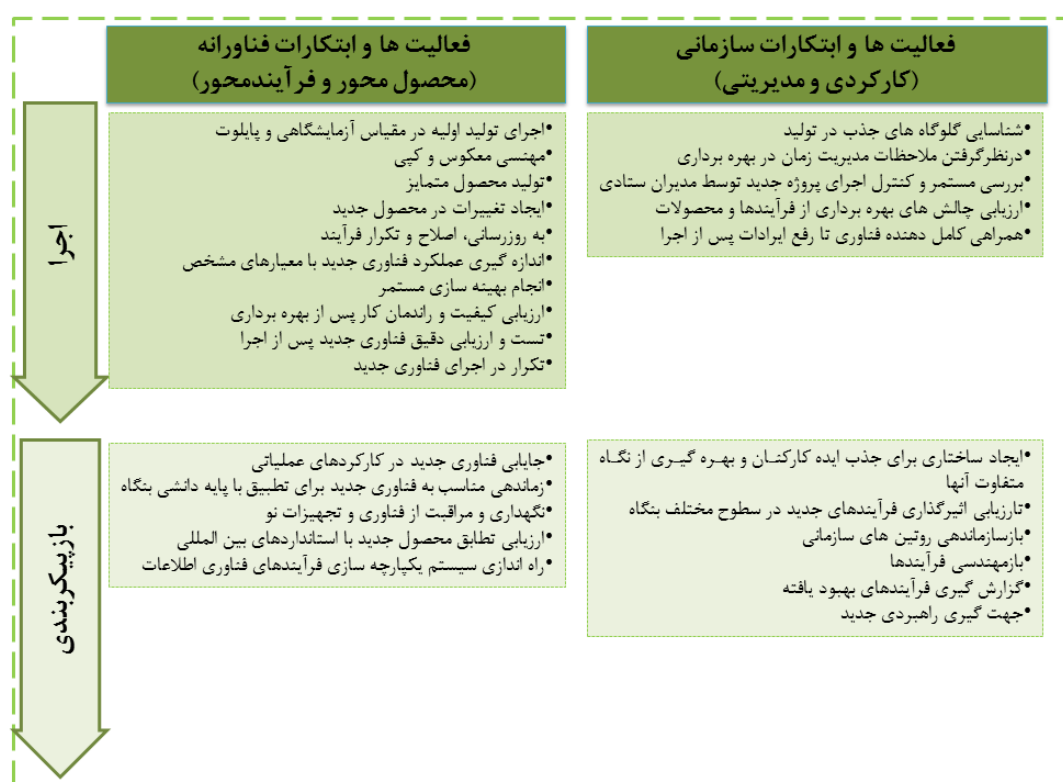 فعالیت ها و ابتکارات سازمانی
(کارکردی و مدیریتی)
فعالیت ها و ابتکارات فناورانه
(محصول محور و فرآیندمحور)
اجرا
•شناسایی گلوگاه های جذب در تولید
•درنظرگرفتن ملاحظات مدیریت زمان در بهره برداری
•بررسی مستمر و کنترل اجرای پروژه جدید توسط مدیران ستادی
•ارزیابی چالش های بهره برداری از فرآیندها و محصولات
•همراهی کامل دهنده فناوری تا رفع ایرادات پس از اجرا
•اجرای تولید اولیه در مقیاس آزمایشگاهی و پایلوت
•مهنسی معکوس و کپی
•تولید محصول متمایز
•ایجاد تغییرات در محصول جدید
•به روزرسانی، اصلاح و تکرار فرآیند
•اندازه گیری عملکرد فناوری جدید با معیارهای مشخص
•انجام بهینه سازی مستمر
•ارزیابی کیفیت و راندمان کار پس از بهره برداری
•تست و ارزیابی دقیق فناوری جدید پس از اجرا
•تکرار در اجرای فناوری جدید
بازپیکربندی
•ایجاد ساختاری برای جذب ایده کارکنـان و بهـره گیـری از نگـاه
متفاوت آنها
•تارزیابی اثیرگذاری فرآیندهای جدید در سطوح مختلف بنگاه
•بازسازماندهی روتین های سازمانی
•بازمهندسی فرآیندها
•گزارش گیری فرآیندهای بهبود یافته
•جهت گیری راهبردی جدید
•جایابی فناوری جدید در کارکردهای عملیاتی
•زماندهی مناسب به فناوری جدید برای تطبیق با پایه دانشی بنگاه
•نگهداری و مراقبت از فناوری و تجهیزات نو
•ارزیابی تطابق محصول جدید با استانداردهای بین المللی
•راه اندازی سیستم یکپارچه سازی فرآیندهای فناوری اطلاعات